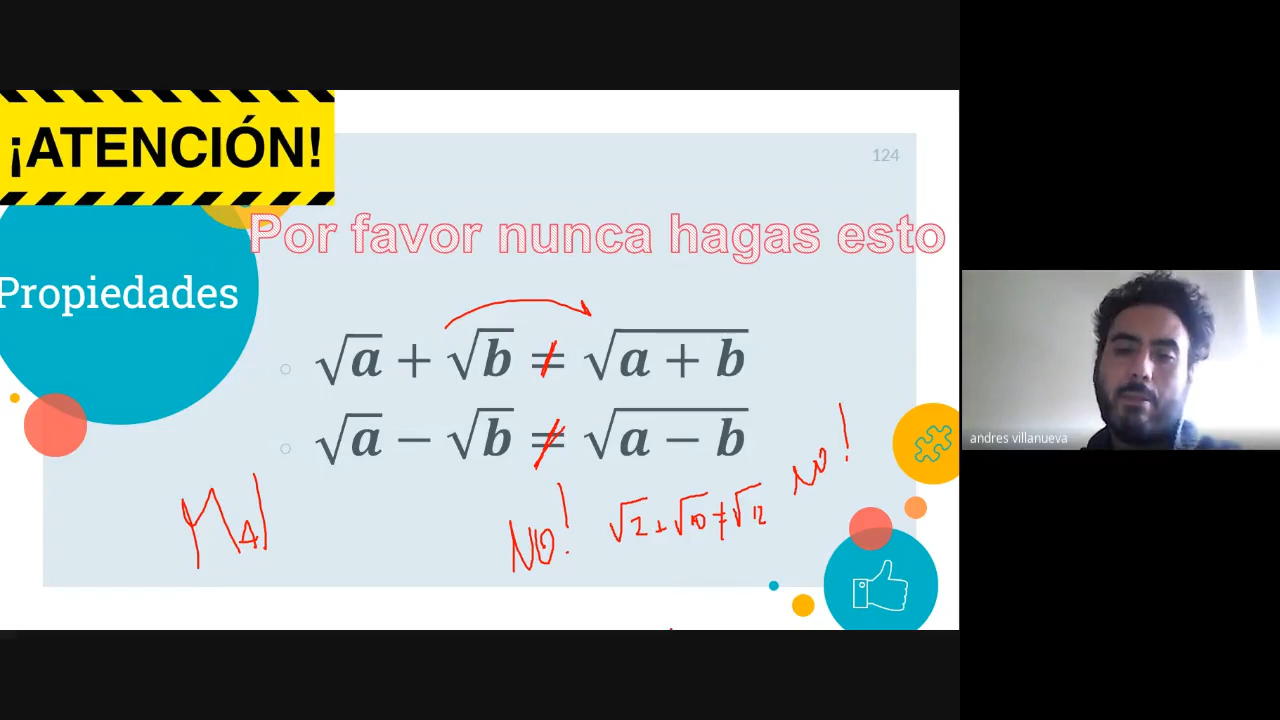 ¡ATENCIÓN!
124
Por favor nunca hagas esto
Propiedades
√a + √b ≠ √a + b
√a − √b ≠ √a − b
Mal
NO!
√2 + √10 ≠ √12
NO!
andres villanueva